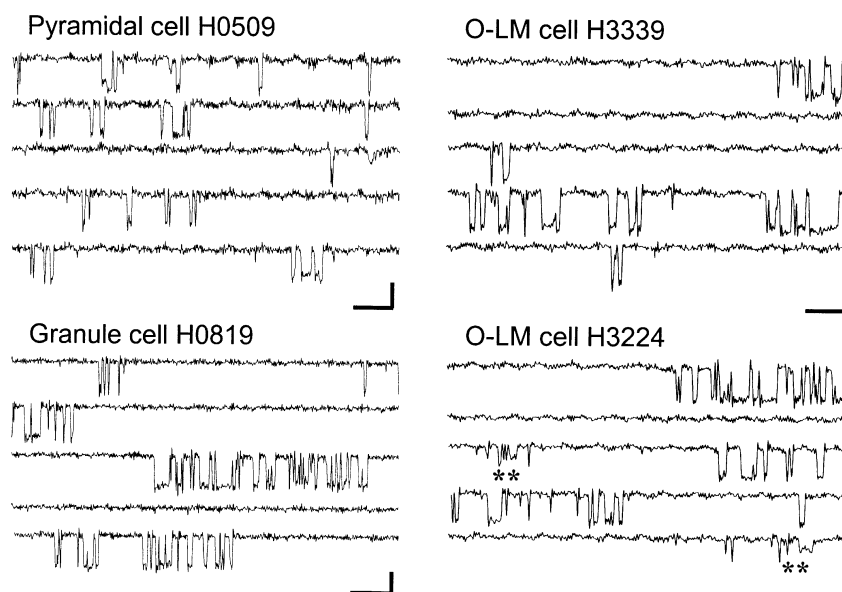 Pyramidal cell H0509
O-LM cell H3339
Granule cell H0819
O-LM cell H3224
**
**